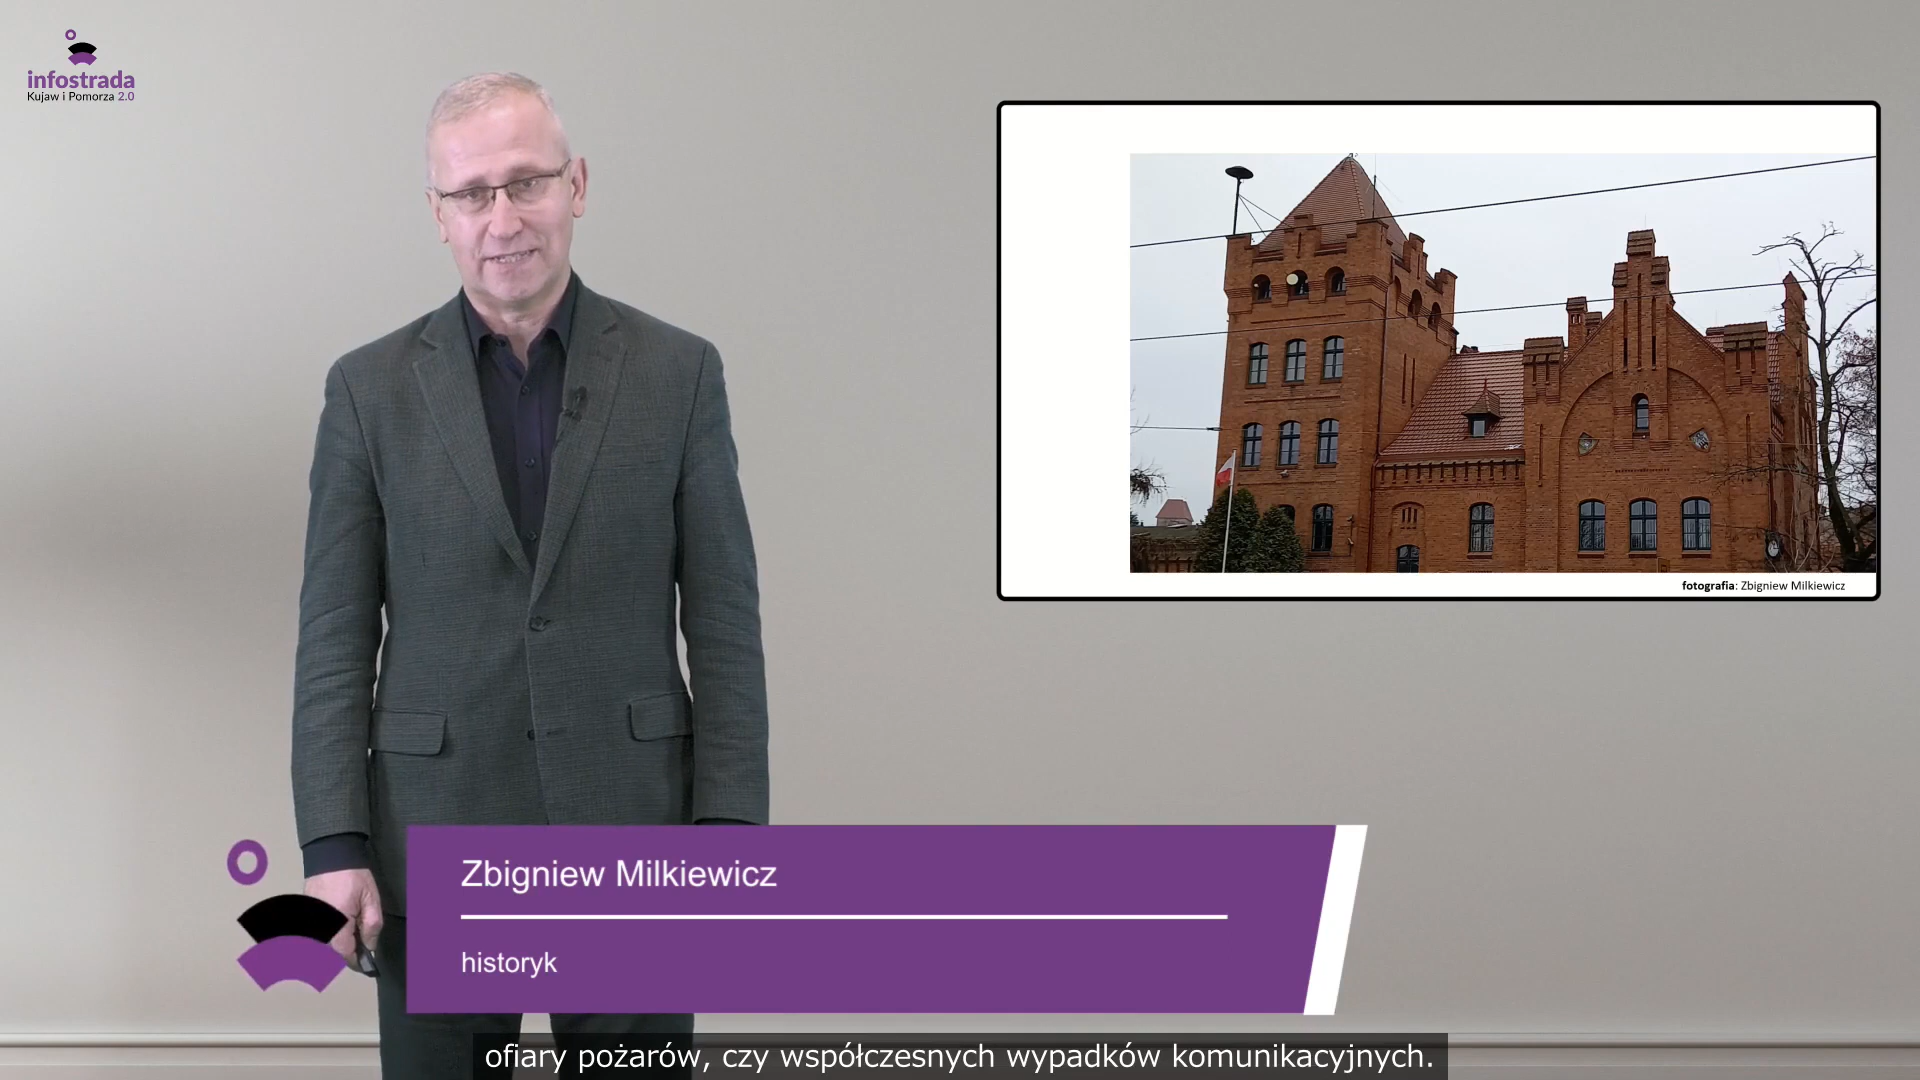 infostrada
Kujaw i Pomorza 2.0
fotografia: Zbigniew Milkiewicz
Zbigniew Milkiewicz
historyk
ofiary pożarów, czy współczesnych wypadków komunikacyjnych.